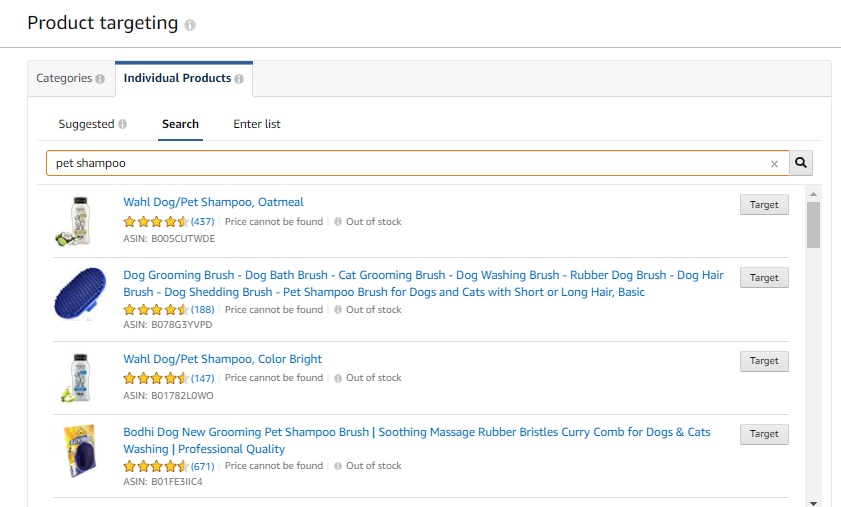 Product targeting
Categories
Individual Products
Suggested
Search
Enter list
pet shampoo
Wahl Dog/Pet Shampoo, Oatmeal
Target
(437) Price cannot be found Out of stock
ASIN: B005CUTWDE
Dog Grooming Brush - Dog Bath Brush - Cat Grooming Brush - Dog Washing Brush - Rubber Dog Brush - Dog Hair
Target
Brush - Dog Shedding Brush - Pet Shampoo Brush for Dogs and Cats with Short or Long Hair, Basic
(188) Price cannot be found Out of stock
ASIN: B078G3YVPD
Wahl Dog/Pet Shampoo, Color Bright
Target
(147) Price cannot be found Out of stock
ASIN: B01782LOWO
Bodhi Dog New Grooming Pet Shampoo Brush | Soothing Massage Rubber Bristles Curry Comb for Dogs & Cats
Target
Washing | Professional Quality
(671) Price cannot be found Out of stock
ASIN: B01FE3IIC4